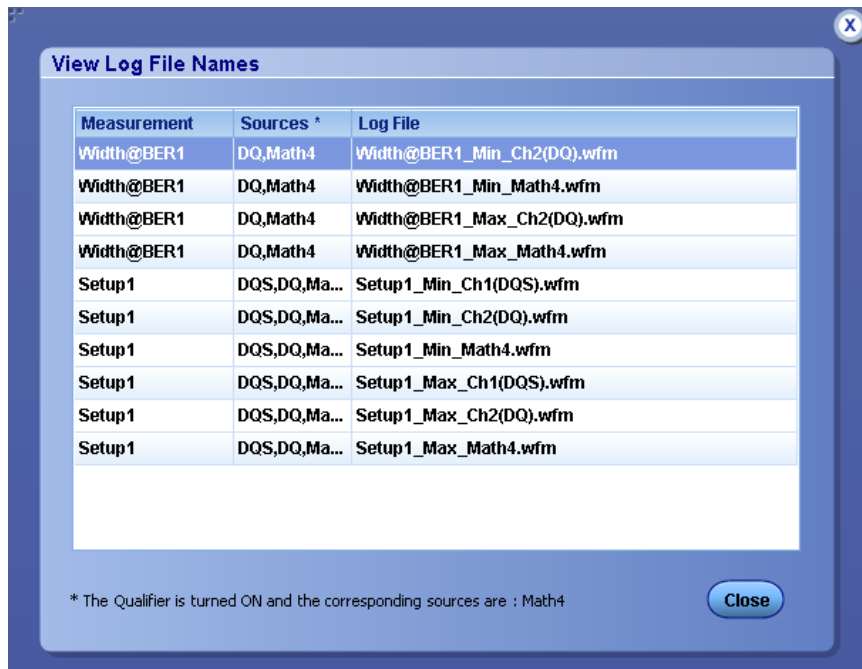 X
View Log File Names
Measurement Sources * Log File
Width@BER1 DQ,Math4 Width@BER1_Min_Ch2(DQ).wfm
Width@BER1 DQ,Math4 Width@BER1_Min_Math4.wfm
Width@BER1 DQ,Math4 Width@BER1_Max_Ch2(DQ).wfm
Width@BER1 DQ,Math4 Width@BER1_Max_Math4.wfm
Setup1 DQS,DQ,Ma... Setup1_Min_Ch1(DQS).wfm
Setup1 DQS,DQ,Ma... Setup1_Min_Ch2(DQ).wfm
Setup1 DQS,DQ,Ma... Setup1_Min_Math4.wfm
Setup1 DQS,DQ,Ma... Setup1_Max_Ch1(DQS).wfm
Setup1 DQS,DQ,Ma... Setup1_Max_Ch2(DQ).wfm
Setup1 DQS,DQ,Ma... Setup1_Max_Math4.wfm
* The Qualifier is turned ON and the corresponding sources are : Math4
Close